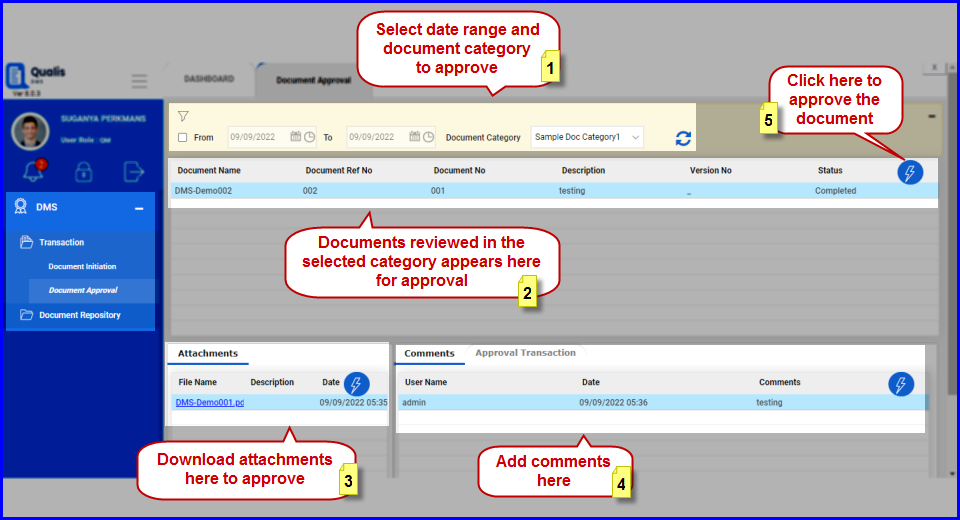 Select date range and
document category
to approve
1
Qualis
DMS
Ver 8.0.3
DASHBOARD
Document Approval
X
Click here to
approve the
document
5
SUGANYA PERKMANS
User Role : QM
From 09/09/2022 To 09/09/2022 Document Category Sample Doc Category1
Document Name Document Ref No Document No Description Version No Status
DMS-Demo002 002 001 testing _ Completed
DMS
Transaction
Document Initiation
Document Approval
Document Repository
Documents reviewed in the
selected category appears here
for approval
2
Attachments
File Name Description Date
DMS-Demo001.pc 09/09/2022 05:35
Comments Approval Transaction
User Name Date Comments
admin 09/09/2022 05:36 testing
Download attachments
here to approve
3
Add comments
here
4